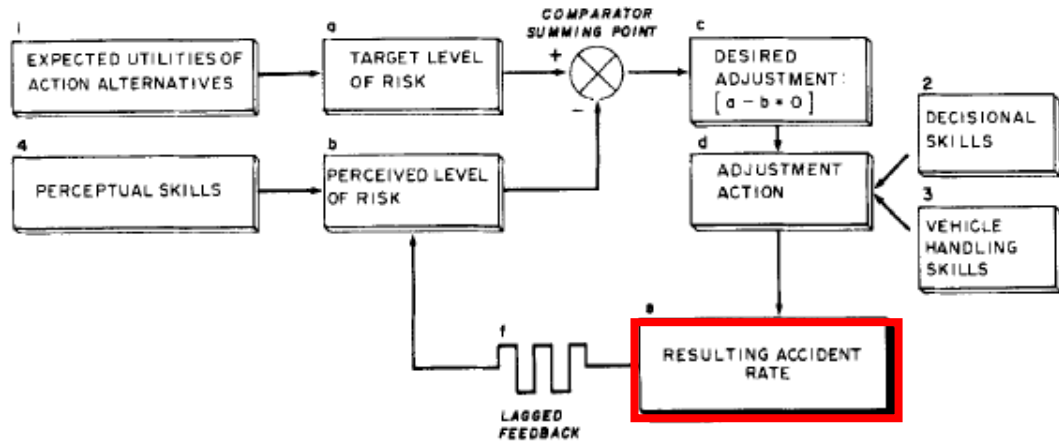 1
EXPECTED UTILITIES OF
ACTION ALTERNATIVES
a
TARGET LEVEL
OF RISK
COMPARATOR
SUMMING POINT
+
−
c
DESIRED
ADJUSTMENT:
[a - b = 0]
2
DECISIONAL
SKILLS
4
PERCEPTUAL SKILLS
b
PERCEIVED LEVEL
OF RISK
d
ADJUSTMENT
ACTION
3
VEHICLE
HANDLING
SKILLS
e
RESULTING ACCIDENT
RATE
f
LAGGED
FEEDBACK